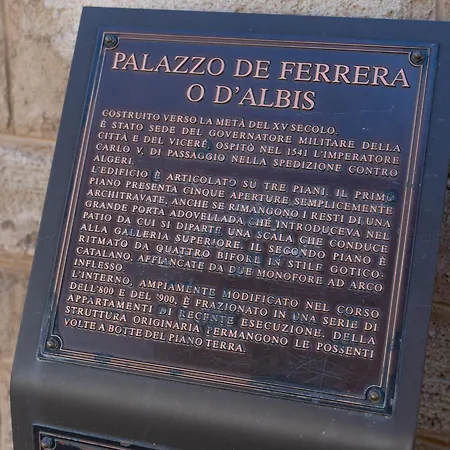 PALAZZO DE FERRERA
O D'ALBIS
COSTRUITO VERSO LA METÀ DEL XV SECOLO.
È STATO SEDE DEL GOVERNATORE MILITARE DELLA
CITTÀ E DEL VICERÉ, OSPITÒ NEL 1541 L'IMPERATORE
CARLO V, DI PASSAGGIO NELLA SPEDIZIONE CONTRO
ALGERI.
L'EDIFICIO È ARTICOLATO SU TRE PIANI. IL PRIMO
PIANO PRESENTA CINQUE APERTURE SEMPLICEMENTE
ARCHITRAVATE, ANCHE SE RIMANGONO I RESTI DI UNA
GRANDE PORTA ADOVELLADA CHE INTRODUCEVA NEL
PATIO DA CUI SI DIPARTE UNA SCALA CHE CONDUCE
ALLA GALLERIA SUPERIORE. IL SECONDO PIANO È
RITMATO DA QUATTRO BIFORE IN STILE GOTICO-
CATALANO, AFFIANCATE DA DUE MONOFORE AD ARCO
INFLESSO.
L'INTERNO, AMPIAMENTE MODIFICATO NEL CORSO
DELL'800 E DEL '900, È FRAZIONATO IN UNA SERIE DI
APPARTAMENTI DI RECENTE ESECUZIONE. DELLA
STRUTTURA ORIGINARIA PERMANGONO LE POSSENTI
VOLTE A BOTTE DEL PIANO TERRA.